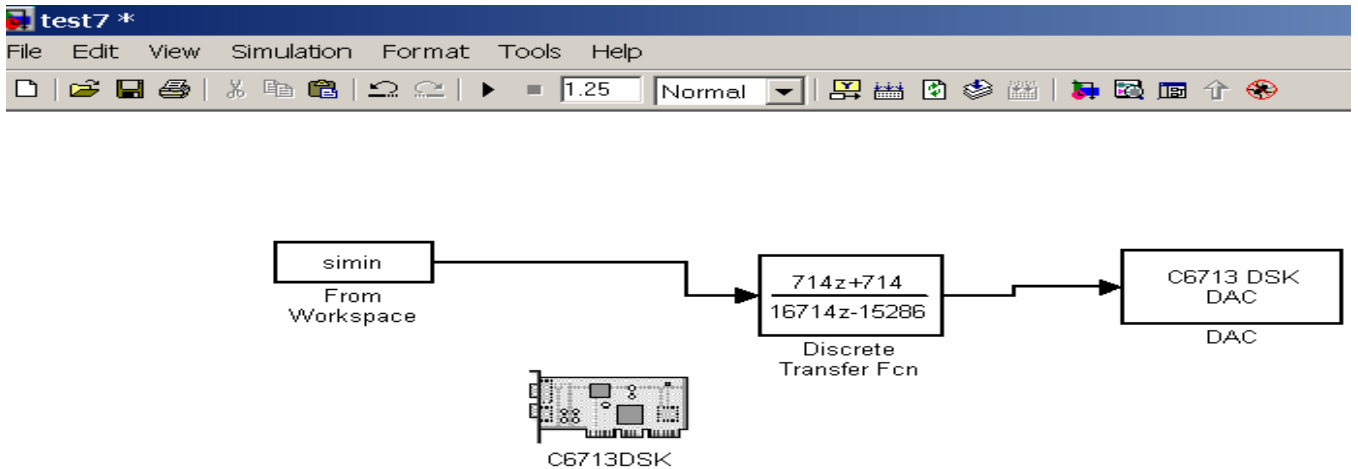 test7 *
File Edit View Simulation Format Tools Help
1.25 Normal
simin
From
Workspace
714z+714
16714z-15286
Discrete
Transfer Fcn
C6713 DSK
DAC
DAC
C6713DSK